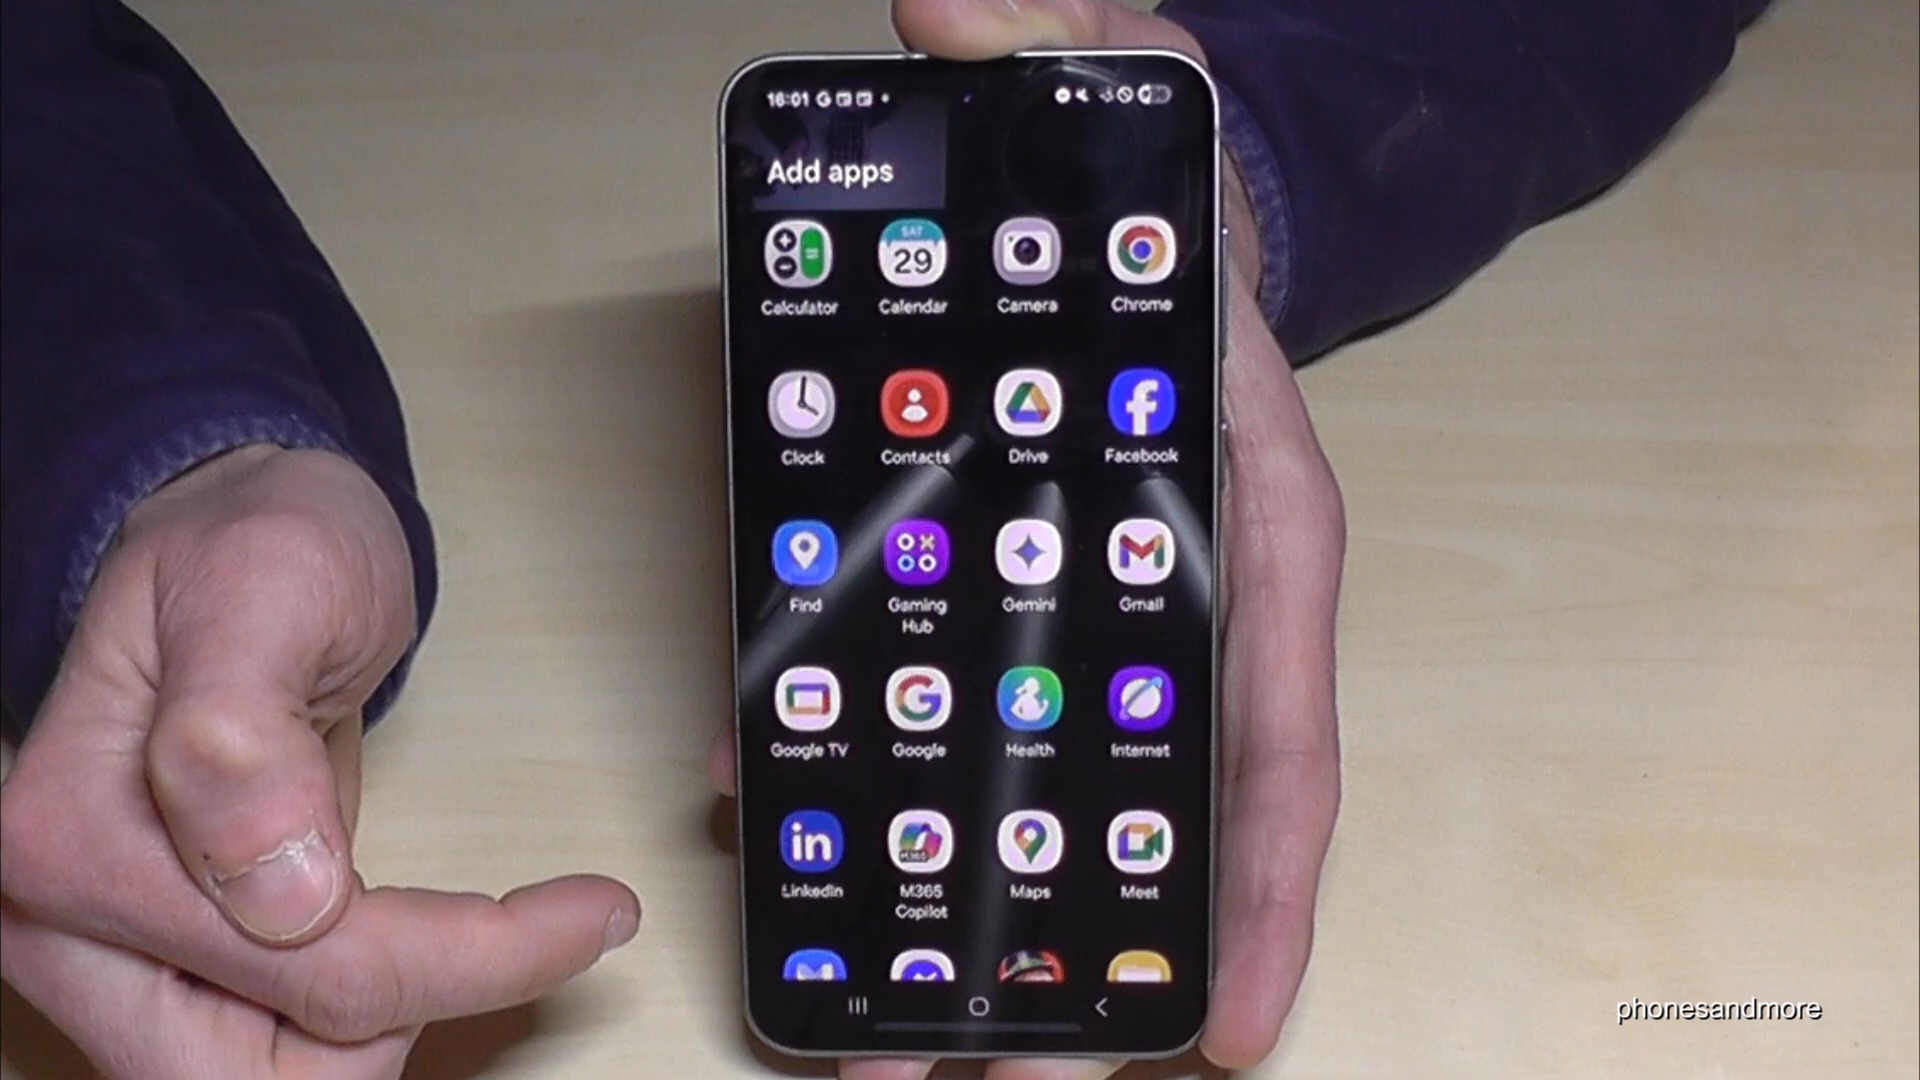 16:01
Add apps
SAT
29
Calculator Calendar Camera Chrome
Clock Contacts Drive Facebook
Find Gaming Hub Gemini Gmail
Google TV Google Health Internet
in
M365
LinkedIn M365 Copilot Maps Meet
phonesandmore